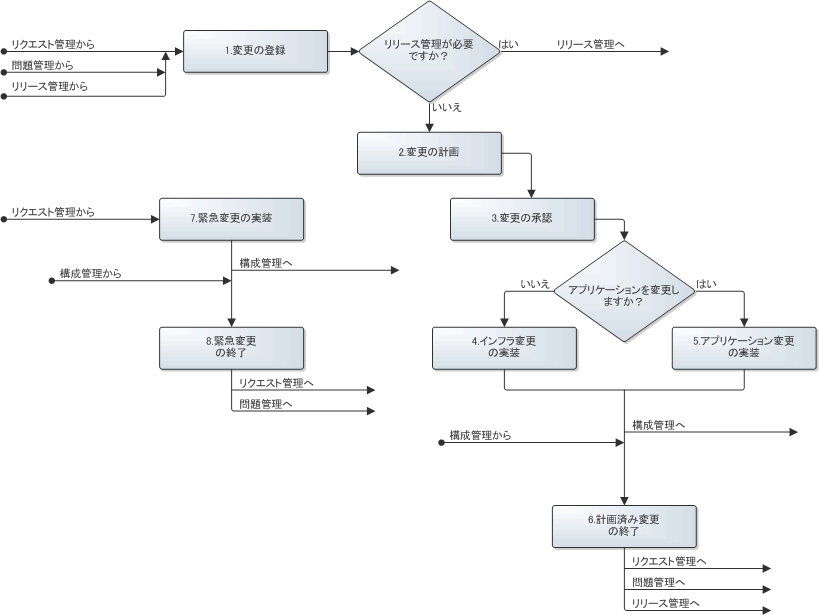 リクエスト管理から
問題管理から
リリース管理から
1.変更の登録
リリース管理が必要
ですか？
はい
リリース管理へ
いいえ
2.変更の計画
3.変更の承認
リクエスト管理から
7.緊急変更の実装
構成管理へ
構成管理から
8.緊急変更
の終了
リクエスト管理へ
問題管理へ
アプリケーションを変更し
ますか？
いいえ
はい
4.インフラ変更
の実装
5.アプリケーション変更
の実装
構成管理へ
構成管理から
6.計画済み変更
の終了
リクエスト管理へ
問題管理へ
リリース管理へ